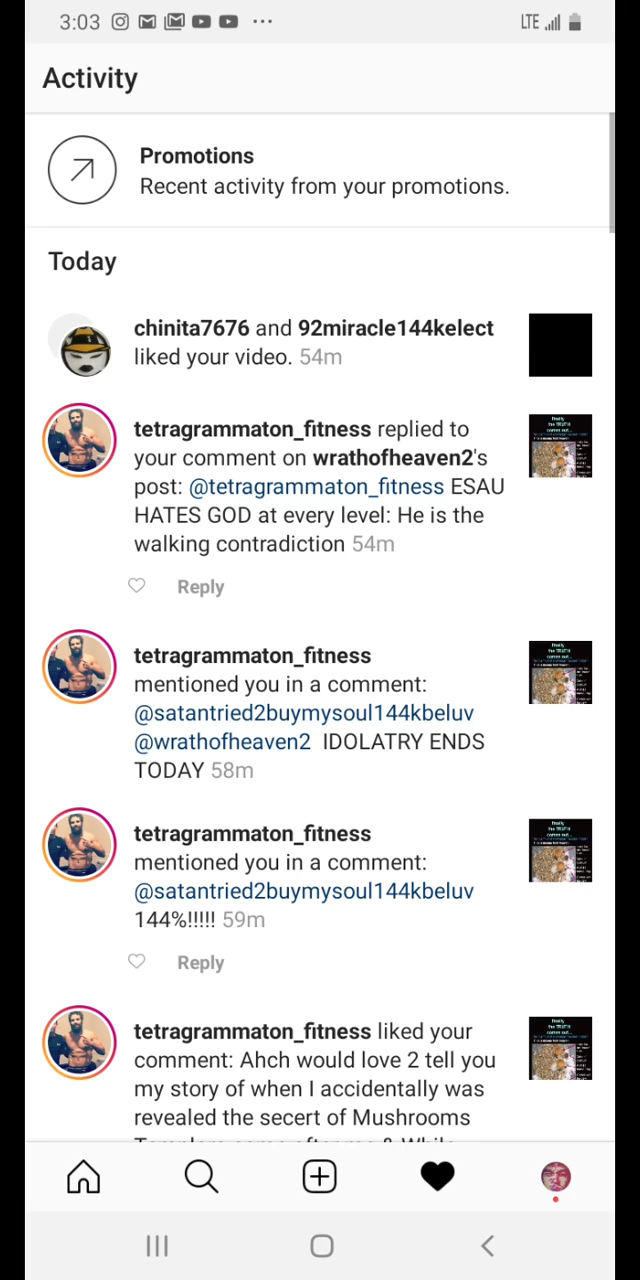 3:03
LTE
Activity
Promotions
Recent activity from your promotions.
Today
chinita7676 and 92miracle144kelect
liked your video. 54m
tetragrammaton_fitness replied to
your comment on wrathofheaven2's
post: @tetragrammaton_fitness ESAU
HATES GOD at every level: He is the
walking contradiction 54m
Reply
tetragrammaton_fitness
mentioned you in a comment:
@satantried2buymysoul144kbeluv
@wrathofheaven2 IDOLATRY ENDS
TODAY 58m
tetragrammaton_fitness
mentioned you in a comment:
@satantried2buymysoul144kbeluv
144%!!!!! 59m
Reply
tetragrammaton_fitness liked your
comment: Ahch would love 2 tell you
my story of when I accidentally was
revealed the secert of Mushrooms